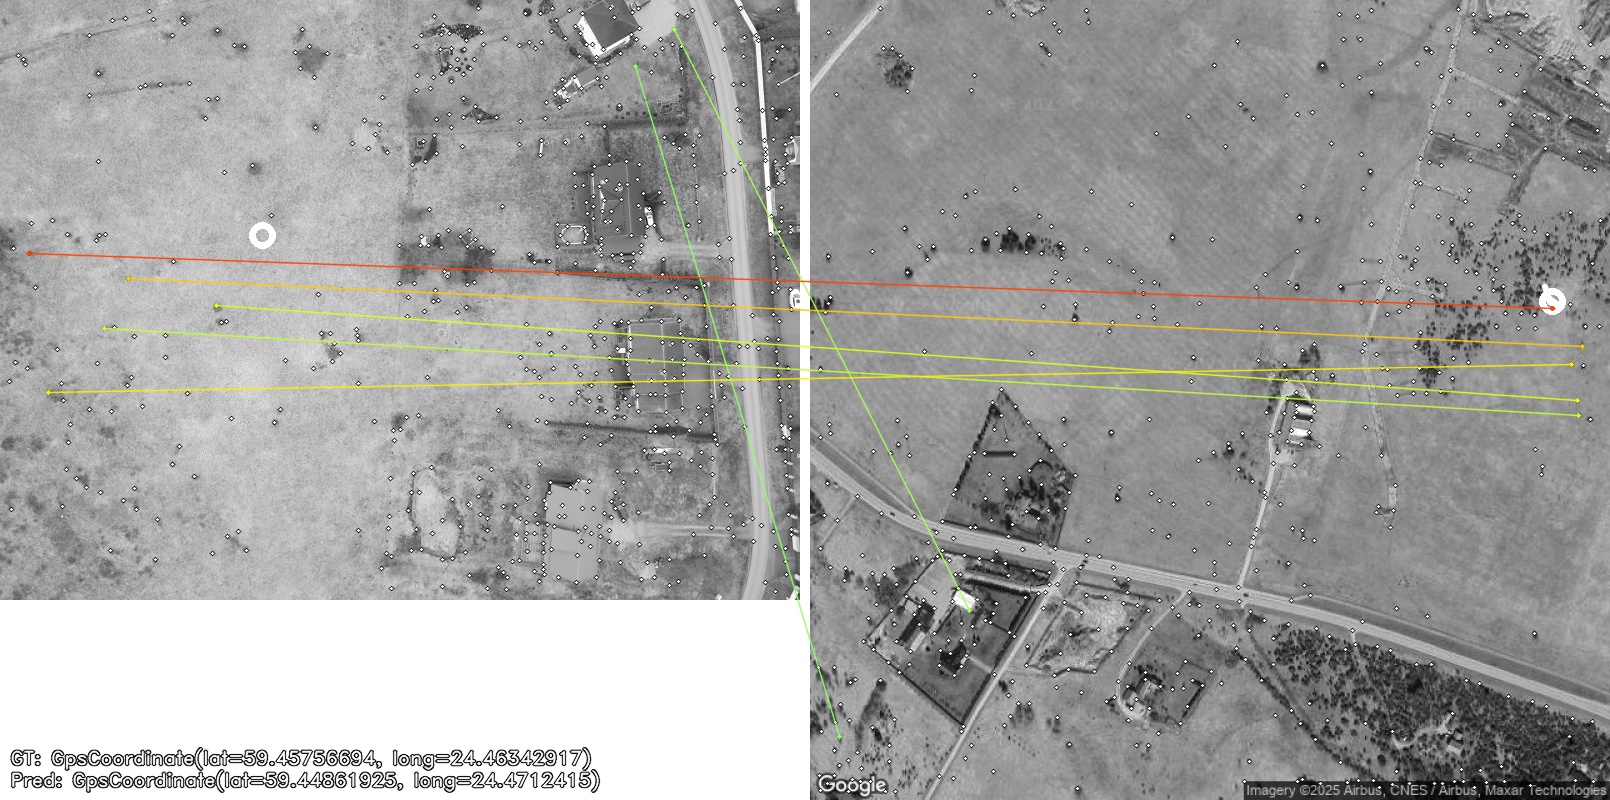 GT: GpsCoordinate(lat=59.45756694, long=24.46342917)
Pred: GpsCoordinate(lat=59.44861925, long=24.4712415)
Google
Imagery ©2025 Airbus, CNES / Airbus, Maxar Technologies